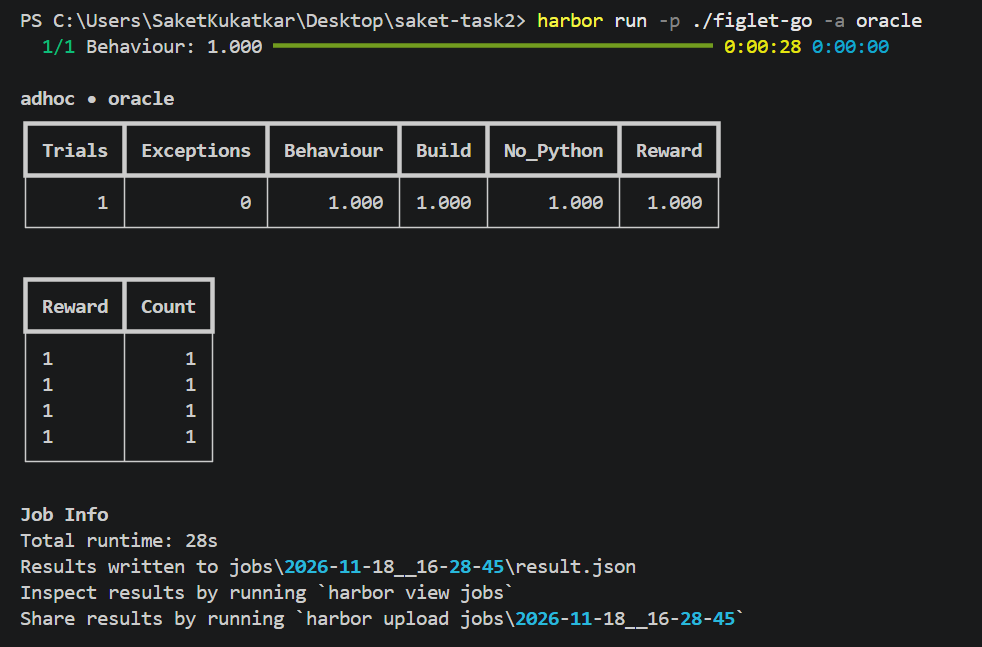 PS C:\Users\SaketKukatkar\Desktop\saket-task2> harbor run -p ./figlet-go -a oracle
1/1 Behaviour: 1.000 0:00:28 0:00:00
adhoc • oracle
Trials Exceptions Behaviour Build No_Python Reward
1 0 1.000 1.000 1.000 1.000
Reward Count
1 1
1 1
1 1
1 1
Job Info
Total runtime: 28s
Results written to jobs\2026-11-18__16-28-45\result.json
Inspect results by running `harbor view jobs`
Share results by running `harbor upload jobs\2026-11-18__16-28-45`